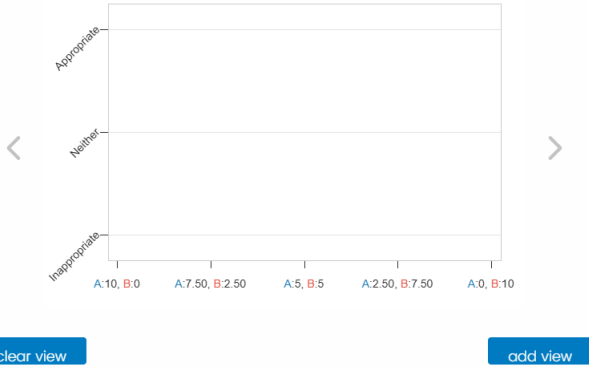 Appropriate
Neither
Inappropriate
A:10, B:0 A:7.50, B:2.50 A:5, B:5 A:2.50, B:7.50 A:0, B:10
clear view add view